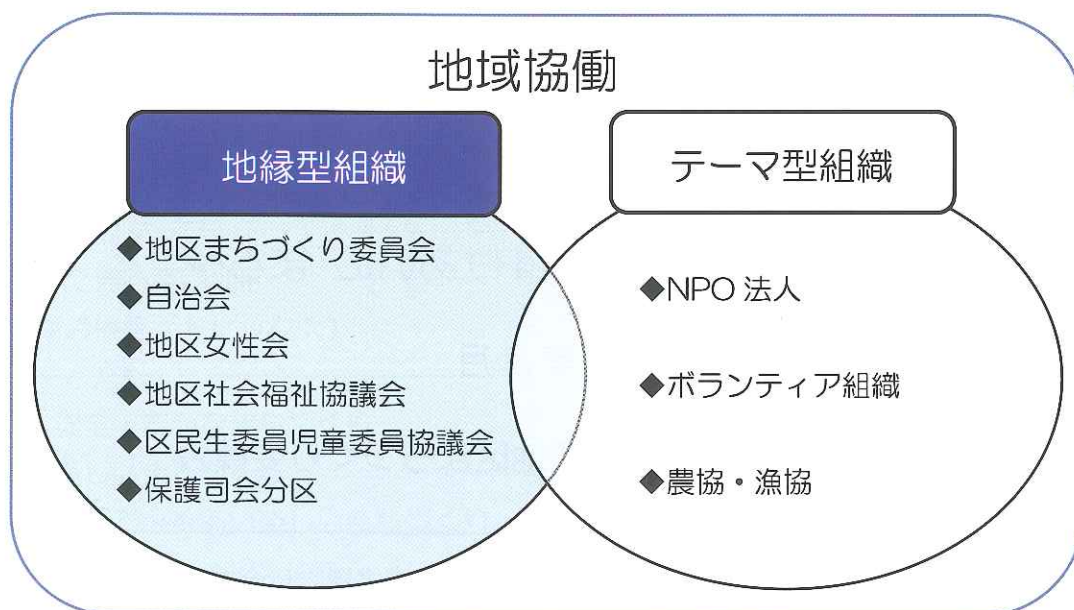 地域協働
地縁型組織
◆地区まちづくり委員会
◆自治会
◆地区女性会
◆地区社会福祉協議会
◆区民生委員児童委員協議会
◆保護司会分区
テーマ型組織
◆NPO 法人
◆ボランティア組織
◆農協・漁協